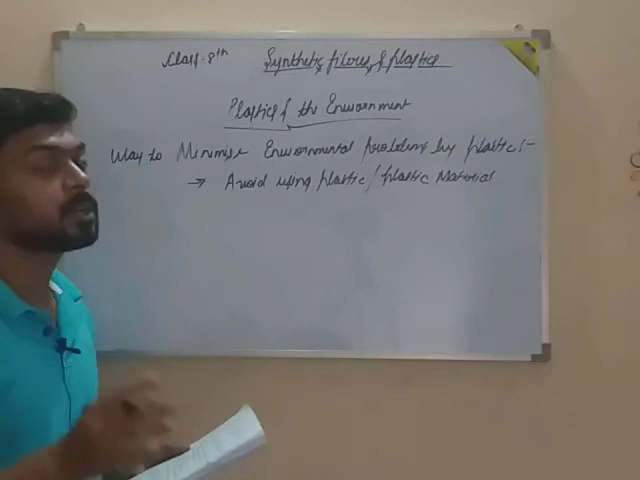 Class-8th Synthetic fibres & plastics
Plastics & the Environment
Way to Minimise Environmental Problems by plastic:-
→ Avoid using plastic/plastic Material